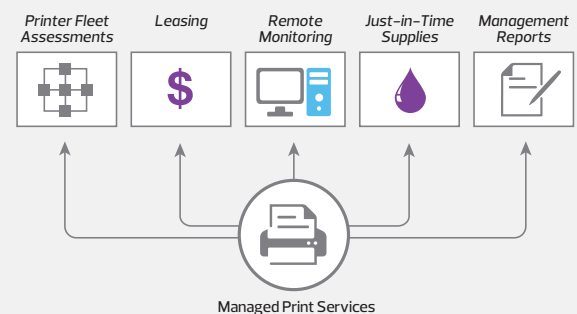 Printer Fleet
Assessments
Leasing
Remote
Monitoring
Just-in-Time
Supplies
Management
Reports
$
Managed Print Services